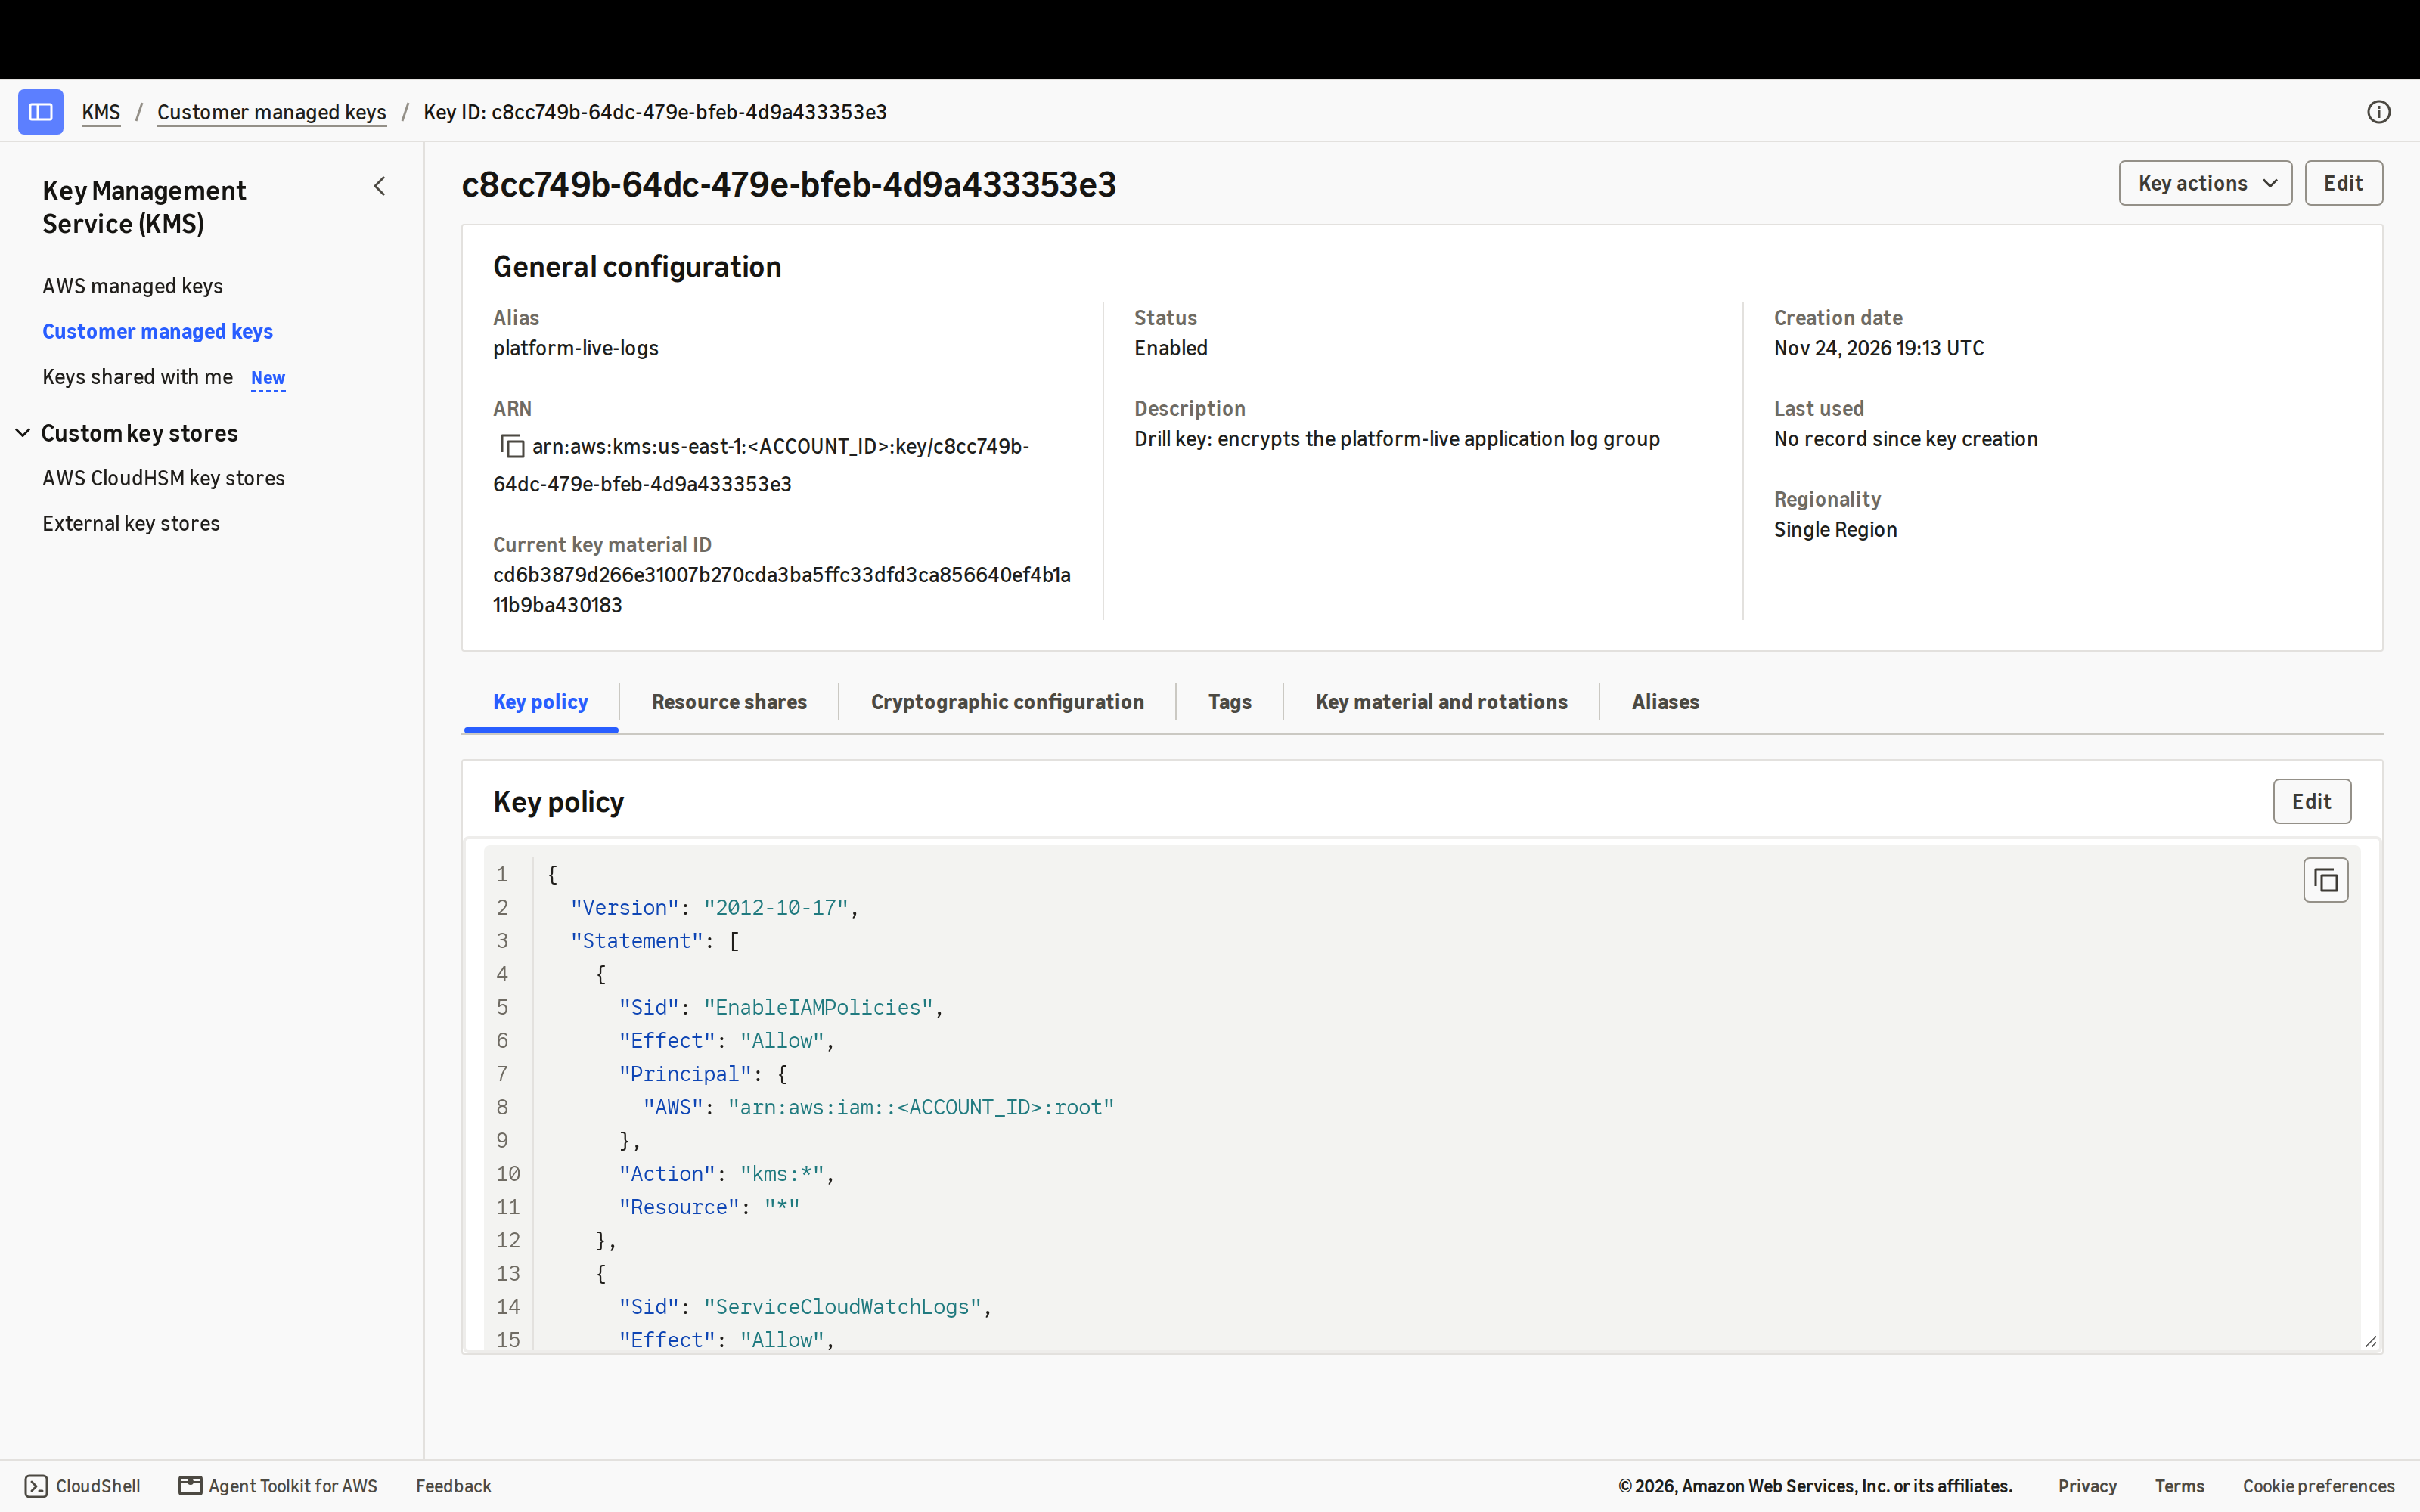 KMS / Customer managed keys / Key ID: c8cc749b-64dc-479e-bfeb-4d9a433353e3
Key Management
Service (KMS)
AWS managed keys
Customer managed keys
Keys shared with me New
Custom key stores
AWS CloudHSM key stores
External key stores
c8cc749b-64dc-479e-bfeb-4d9a433353e3
Key actions
Edit
General configuration
Alias
platform-live-logs
ARN
arn:aws:kms:us-east-1:<ACCOUNT_ID>:key/c8cc749b-
64dc-479e-bfeb-4d9a433353e3
Current key material ID
cd6b3879d266e31007b270cda3ba5ffc33dfd3ca856640ef4b1a
11b9ba430183
Status
Enabled
Description
Drill key: encrypts the platform-live application log group
Creation date
Nov 24, 2026 19:13 UTC
Last used
No record since key creation
Regionality
Single Region
Key policy
Resource shares
Cryptographic configuration
Tags
Key material and rotations
Aliases
Key policy
Edit
1 {
2 "Version": "2012-10-17",
3 "Statement": [
4 {
5 "Sid": "EnableIAMPolicies",
6 "Effect": "Allow",
7 "Principal": {
8 "AWS": "arn:aws:iam::<ACCOUNT_ID>:root"
9 },
10 "Action": "kms:*",
11 "Resource": "*"
12 },
13 {
14 "Sid": "ServiceCloudWatchLogs",
15 "Effect": "Allow",
CloudShell
Agent Toolkit for AWS
Feedback
© 2026, Amazon Web Services, Inc. or its affiliates.
Privacy
Terms
Cookie preferences